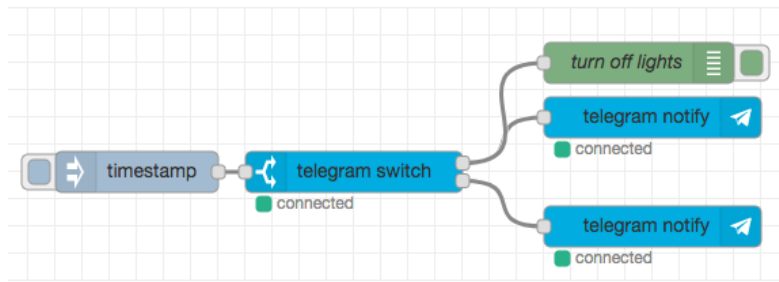 turn off lights
telegram notify
connected
timestamp
telegram switch
connected
telegram notify
connected